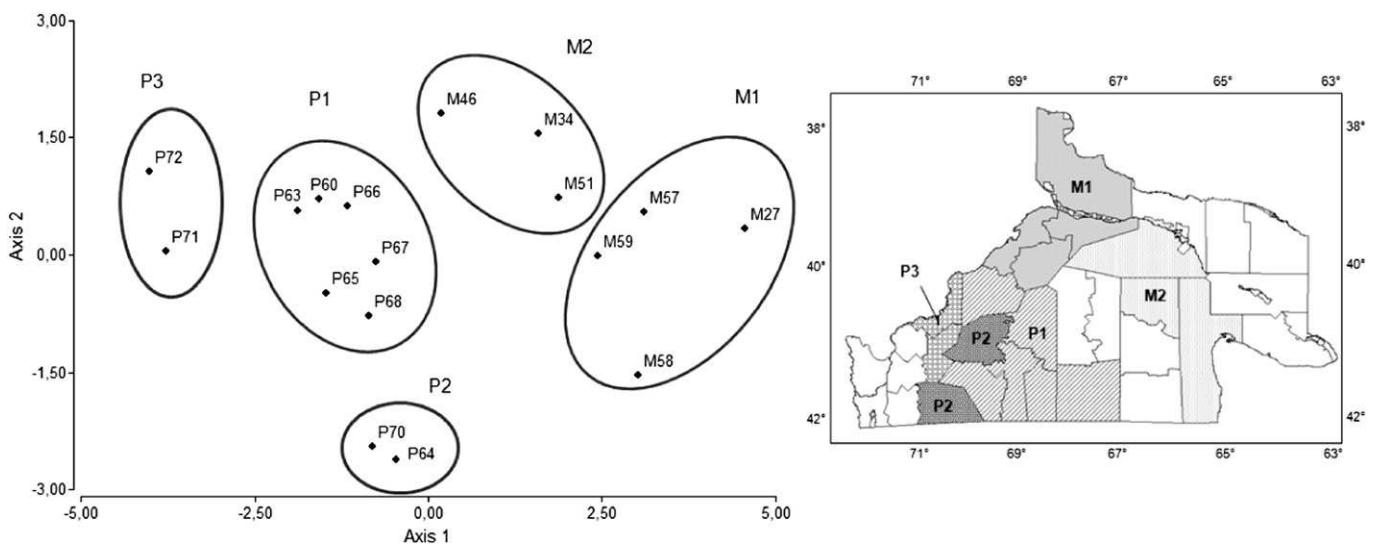 3,00
1,50
0,00
-1,50
-3,00
Axis 2
P3
P1
M2
M1
P2
P72
P71
P63
P60
P66
P67
P65
P68
M46
M34
M51
M57
M27
M59
M58
P70
P64
-5,00
-2,50
0,00
2,50
5,00
Axis 1
71°
69°
67°
65°
63°
38°
38°
M1
40°
40°
P3
M2
P2
P1
P2
42°
42°
71°
69°
67°
65°
63°